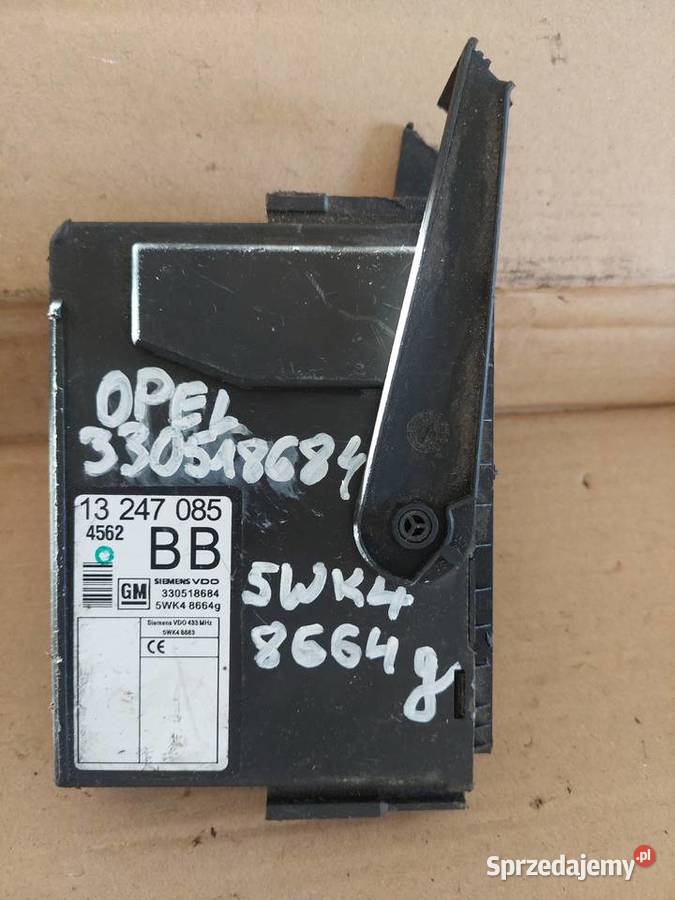 OPEL
330518684
13 247 085
4562
BB
GM
SIEMENS VDO
330518684
5WK4 8664g
Siemens VDO 433 MHz
5WK4 8663
CE
5WK4
8664g
Sprzedajemy.pl